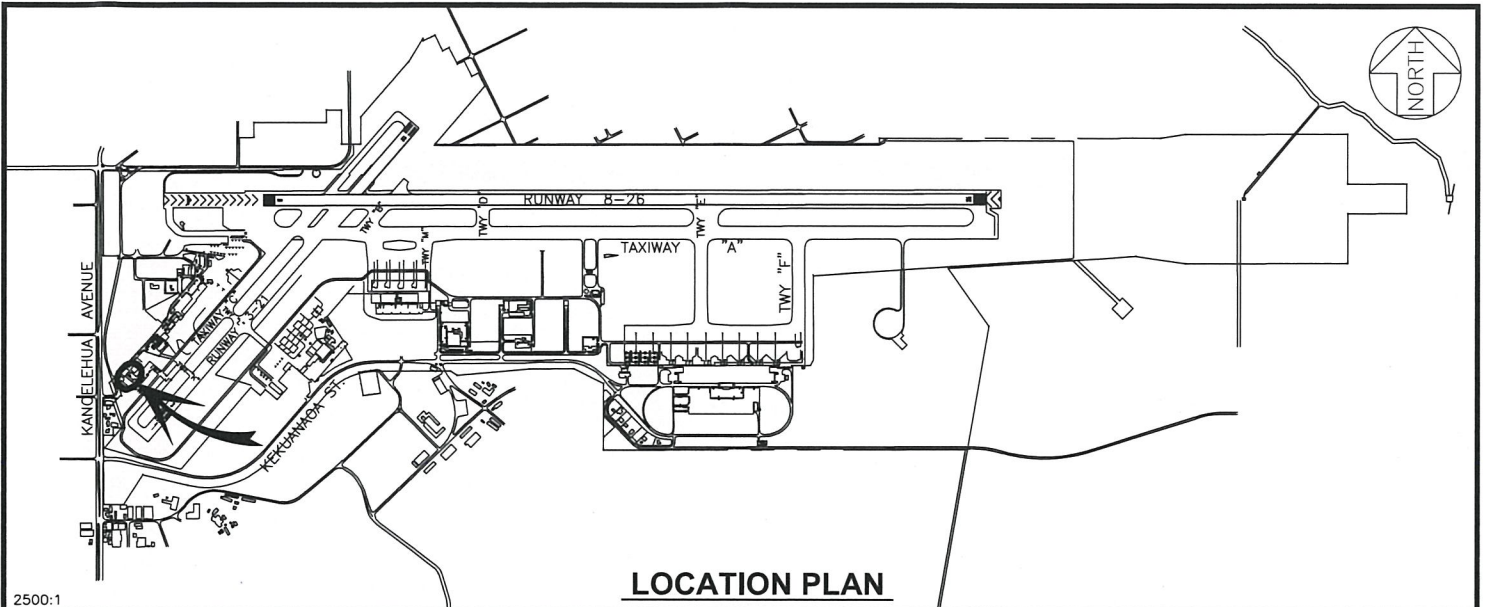 NORTH
RUNWAY 8-26
TWY "B"
TWY "D"
TWY "E"
TWY "M"
TAXIWAY "A"
TWY "F"
KANOELEHUA AVENUE
TAXIWAY "C"
RUNWAY 3-21
KEKUANAOA ST.
LOCATION PLAN
2500:1